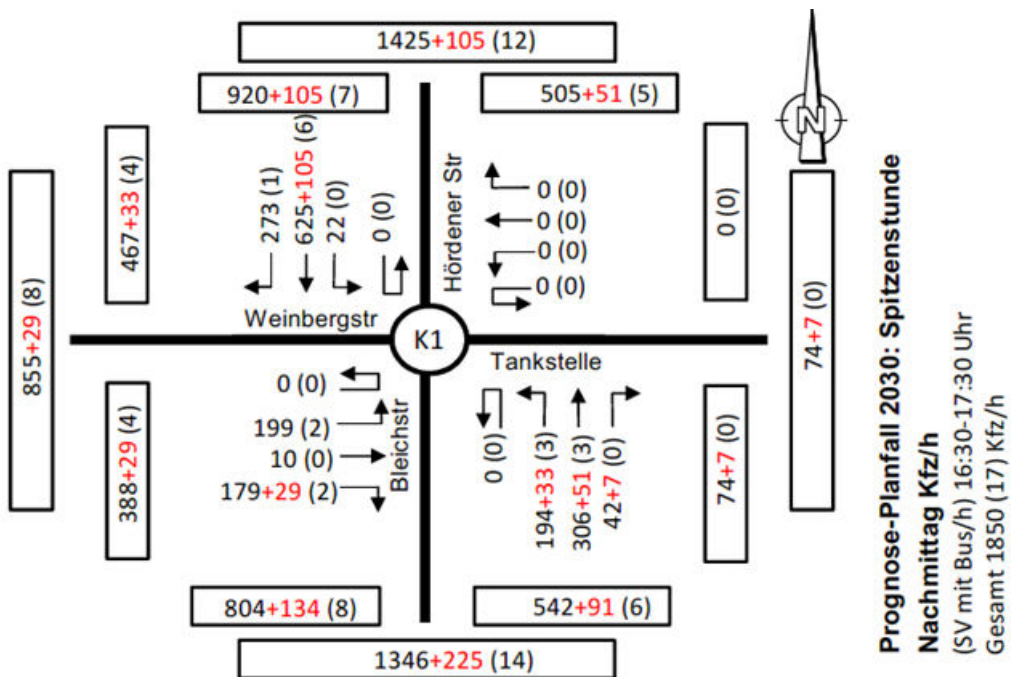 1425+105 (12)
920+105 (7)
505+51 (5)
N
855+29 (8)
467+33 (4)
273 (1)
625+105 (6)
22 (0)
0 (0)
Hördener Str
0 (0)
0 (0)
0 (0)
0 (0)
0 (0)
74+7 (0)
Weinbergstr
K1
Tankstelle
388+29 (4)
0 (0)
199 (2)
10 (0)
179+29 (2)
Bleichstr
0 (0)
194+33 (3)
306+51 (3)
42+7 (0)
74+7 (0)
804+134 (8)
542+91 (6)
1346+225 (14)
Prognose-Planfall 2030: Spitzenstunde
Nachmittag Kfz/h
(SV mit Bus/h) 16:30-17:30 Uhr
Gesamt 1850 (17) Kfz/h